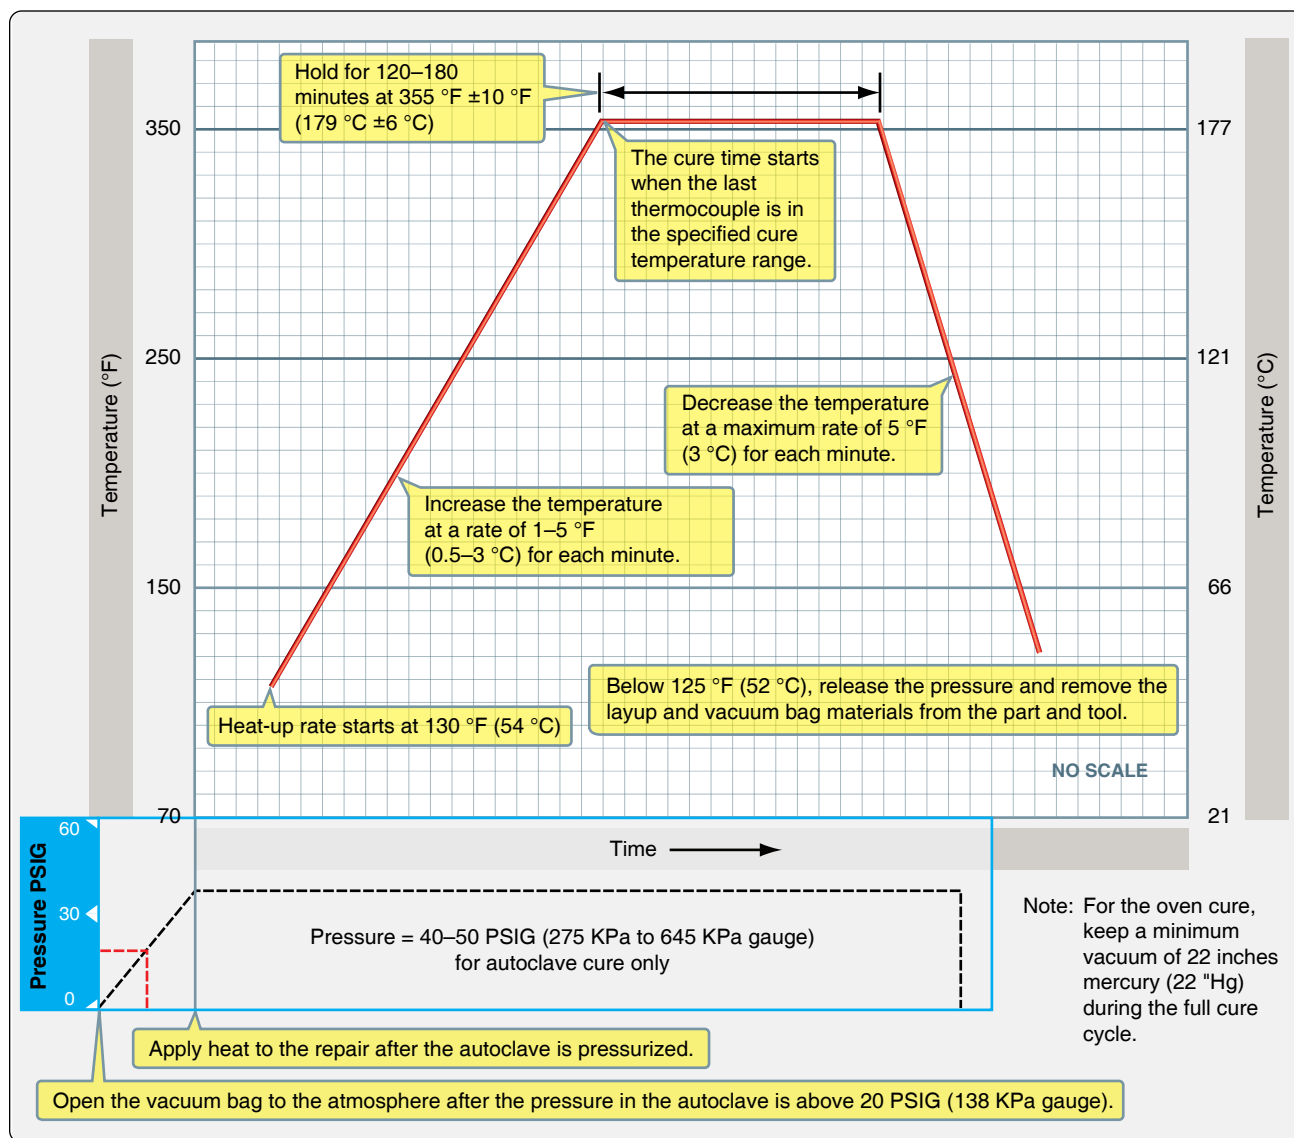 Hold for 120–180
minutes at 355 °F ±10 °F
(179 °C ±6 °C)
350
177
The cure time starts
when the last
thermocouple is in
the specified cure
temperature range.
Temperature (°F)
250
121
Temperature (°C)
Decrease the temperature
at a maximum rate of 5 °F
(3 °C) for each minute.
Increase the temperature
at a rate of 1–5 °F
(0.5–3 °C) for each minute.
150
66
Below 125 °F (52 °C), release the pressure and remove the
layup and vacuum bag materials from the part and tool.
Heat-up rate starts at 130 °F (54 °C)
NO SCALE
70
21
60
Time
Pressure PSIG
30
0
Pressure = 40–50 PSIG (275 KPa to 645 KPa gauge)
for autoclave cure only
Note: For the oven cure,
keep a minimum
vacuum of 22 inches
mercury (22 "Hg)
during the full cure
cycle.
Apply heat to the repair after the autoclave is pressurized.
Open the vacuum bag to the atmosphere after the pressure in the autoclave is above 20 PSIG (138 KPa gauge).